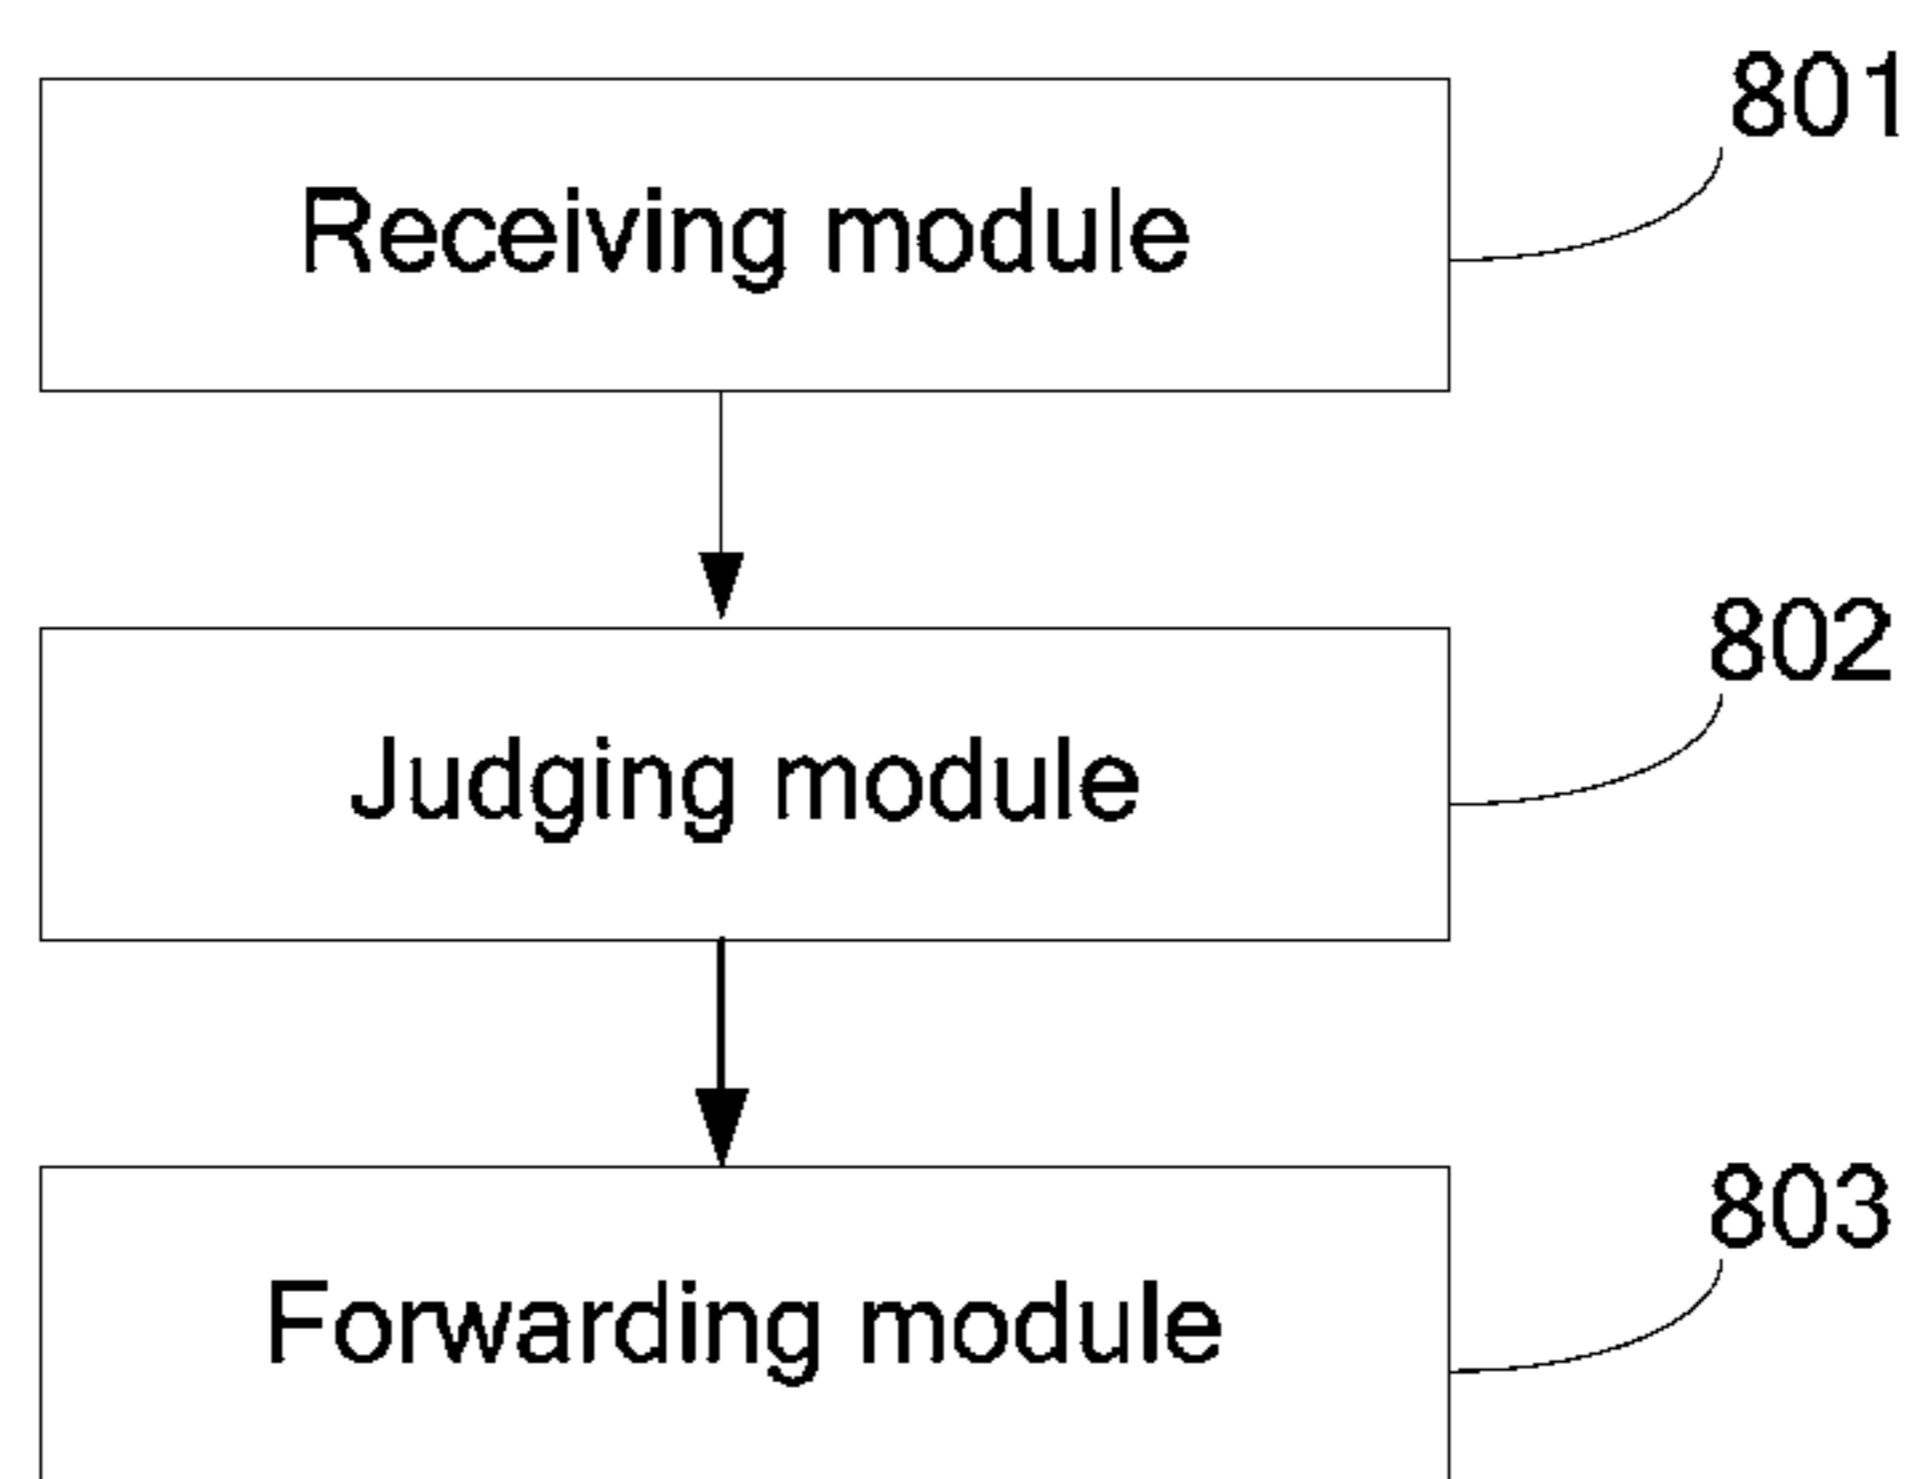 801
Receiving module
802
Judging module
803
Forwarding module